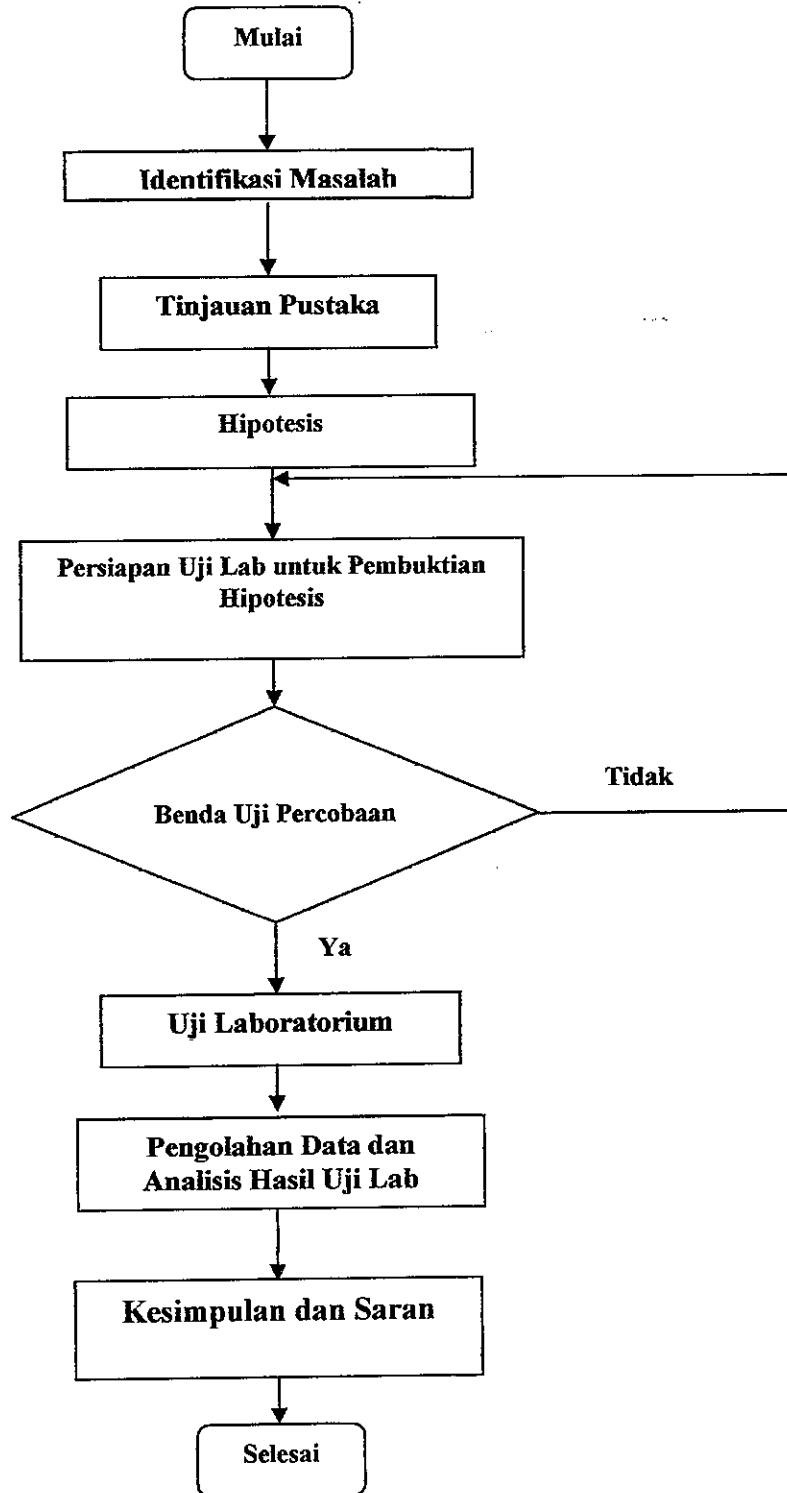 Mulai
Identifikasi Masalah
Tinjauan Pustaka
Hipotesis
Persiapan Uji Lab untuk Pembuktian
Hipotesis
Benda Uji Percobaan
Tidak
Ya
Uji Laboratorium
Pengolahan Data dan
Analisis Hasil Uji Lab
Kesimpulan dan Saran
Selesai